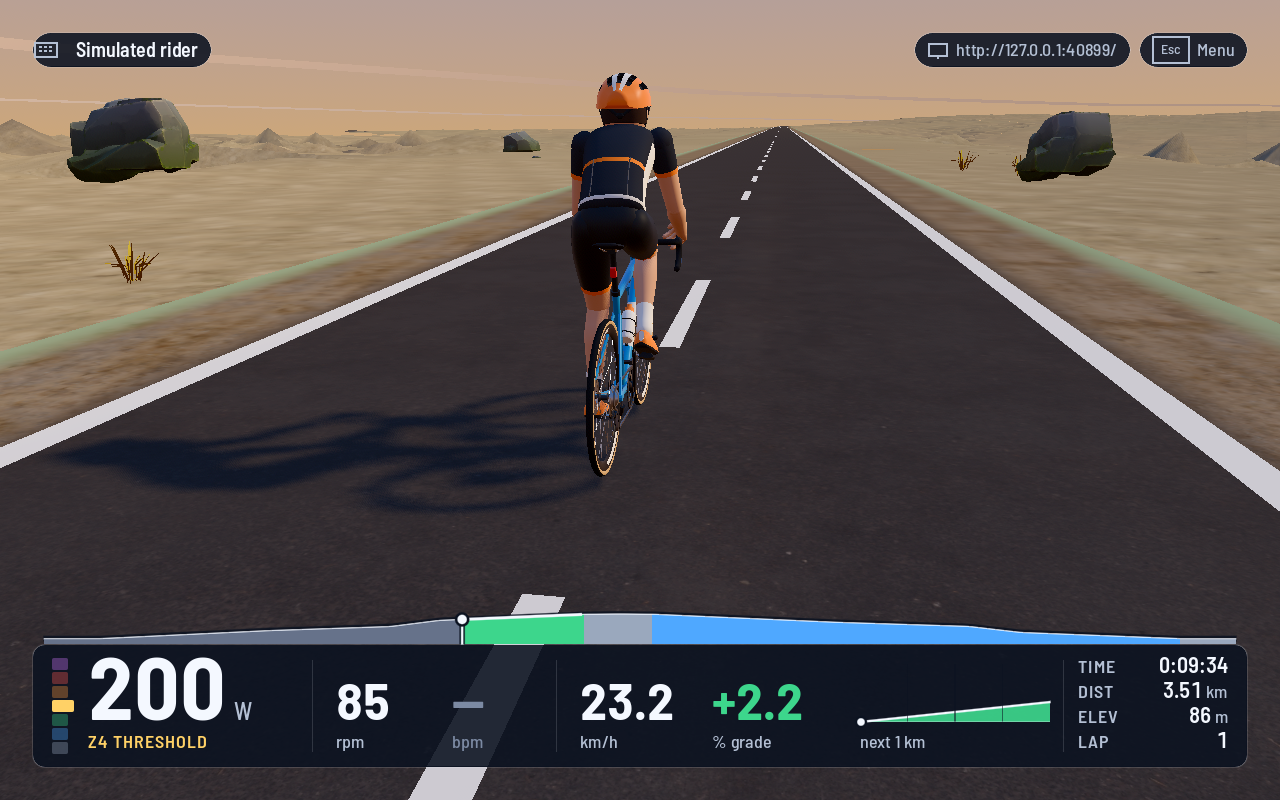 Simulated rider
http://127.0.0.1:40899/
Esc Menu
200 W
Z4 THRESHOLD
85
rpm
—
bpm
23.2
km/h
+2.2
% grade
next 1 km
TIME 0:09:34
DIST 3.51 km
ELEV 86 m
LAP 1